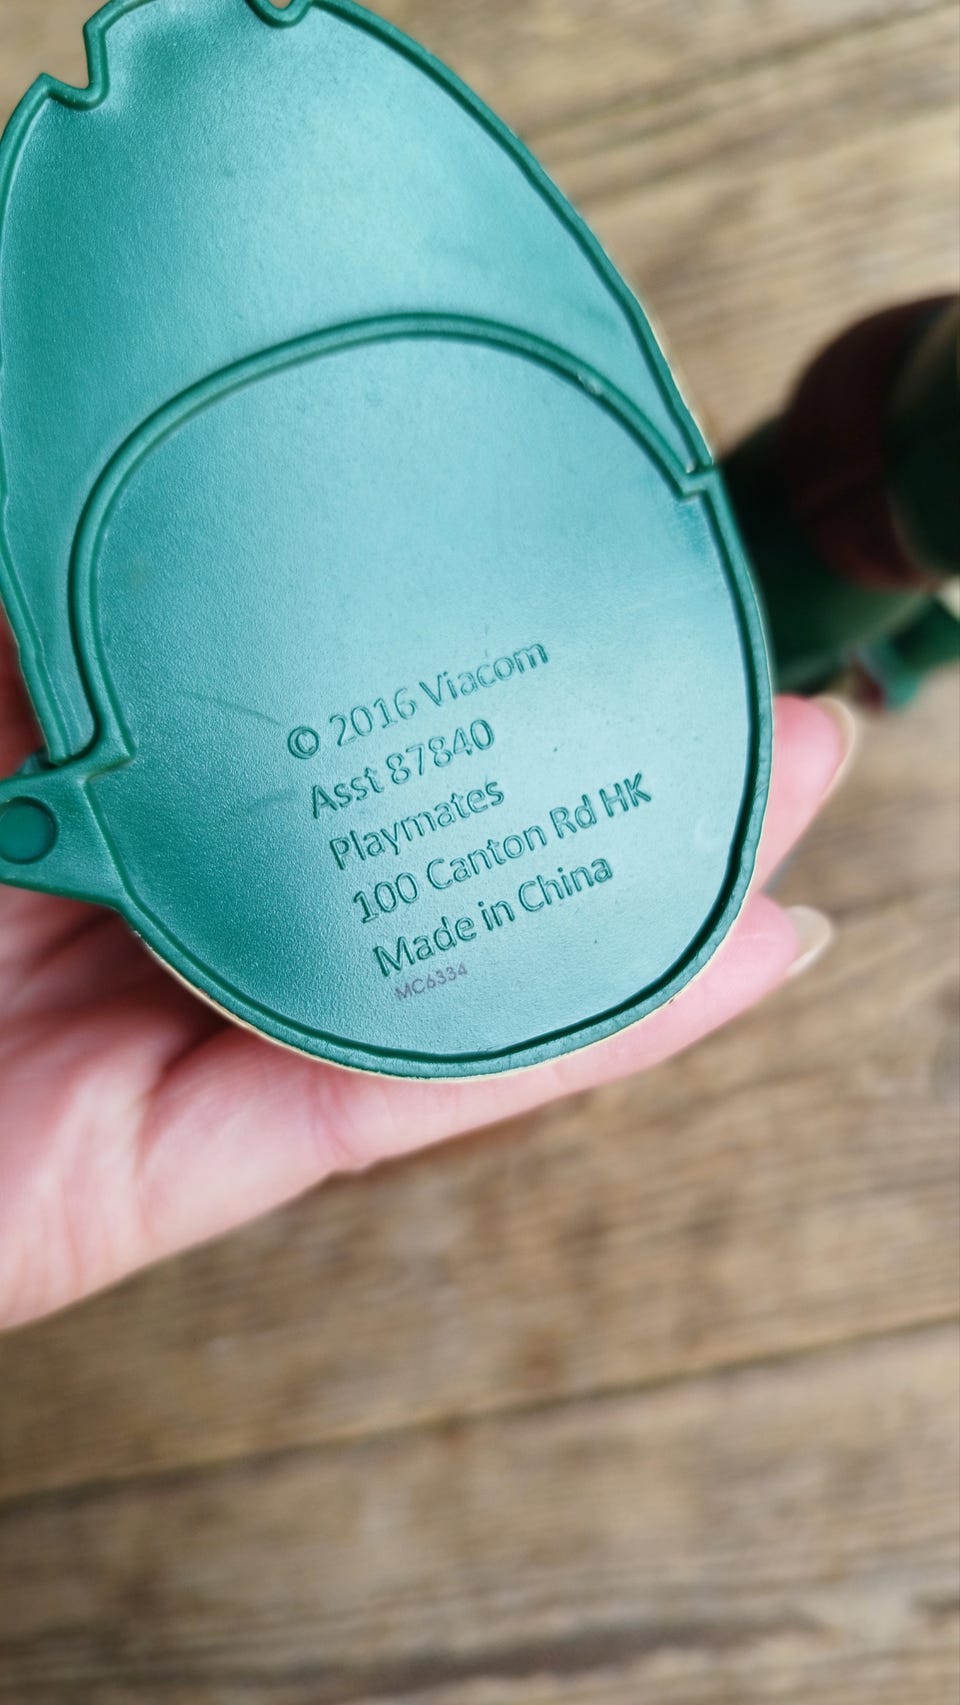 © 2016 Viacom
Asst 87840
Playmates
100 Canton Rd HK
Made in China
MC6334